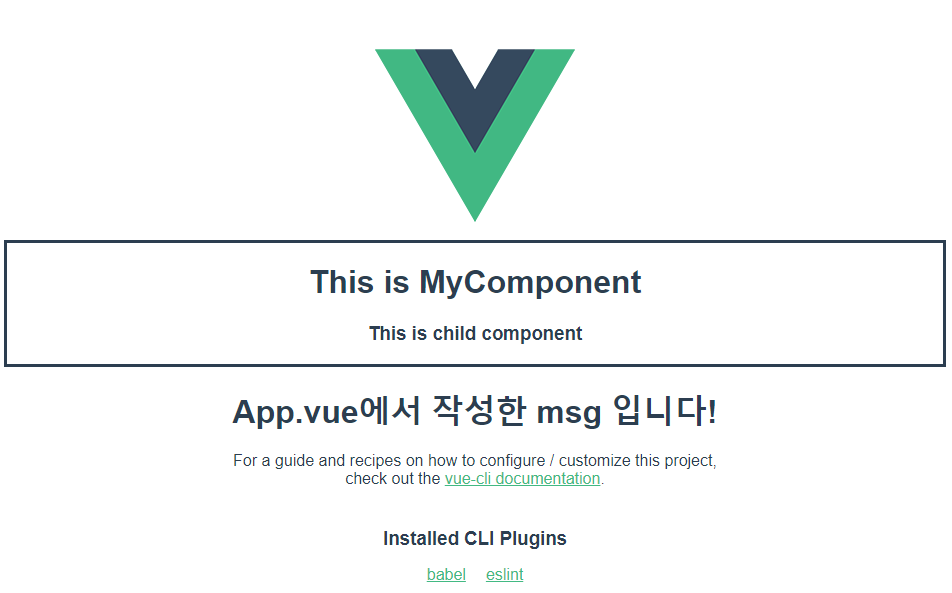 This is MyComponent
This is child component
App.vue에서 작성한 msg 입니다!
For a guide and recipes on how to configure / customize this project,
check out the vue-cli documentation.
Installed CLI Plugins
babel eslint